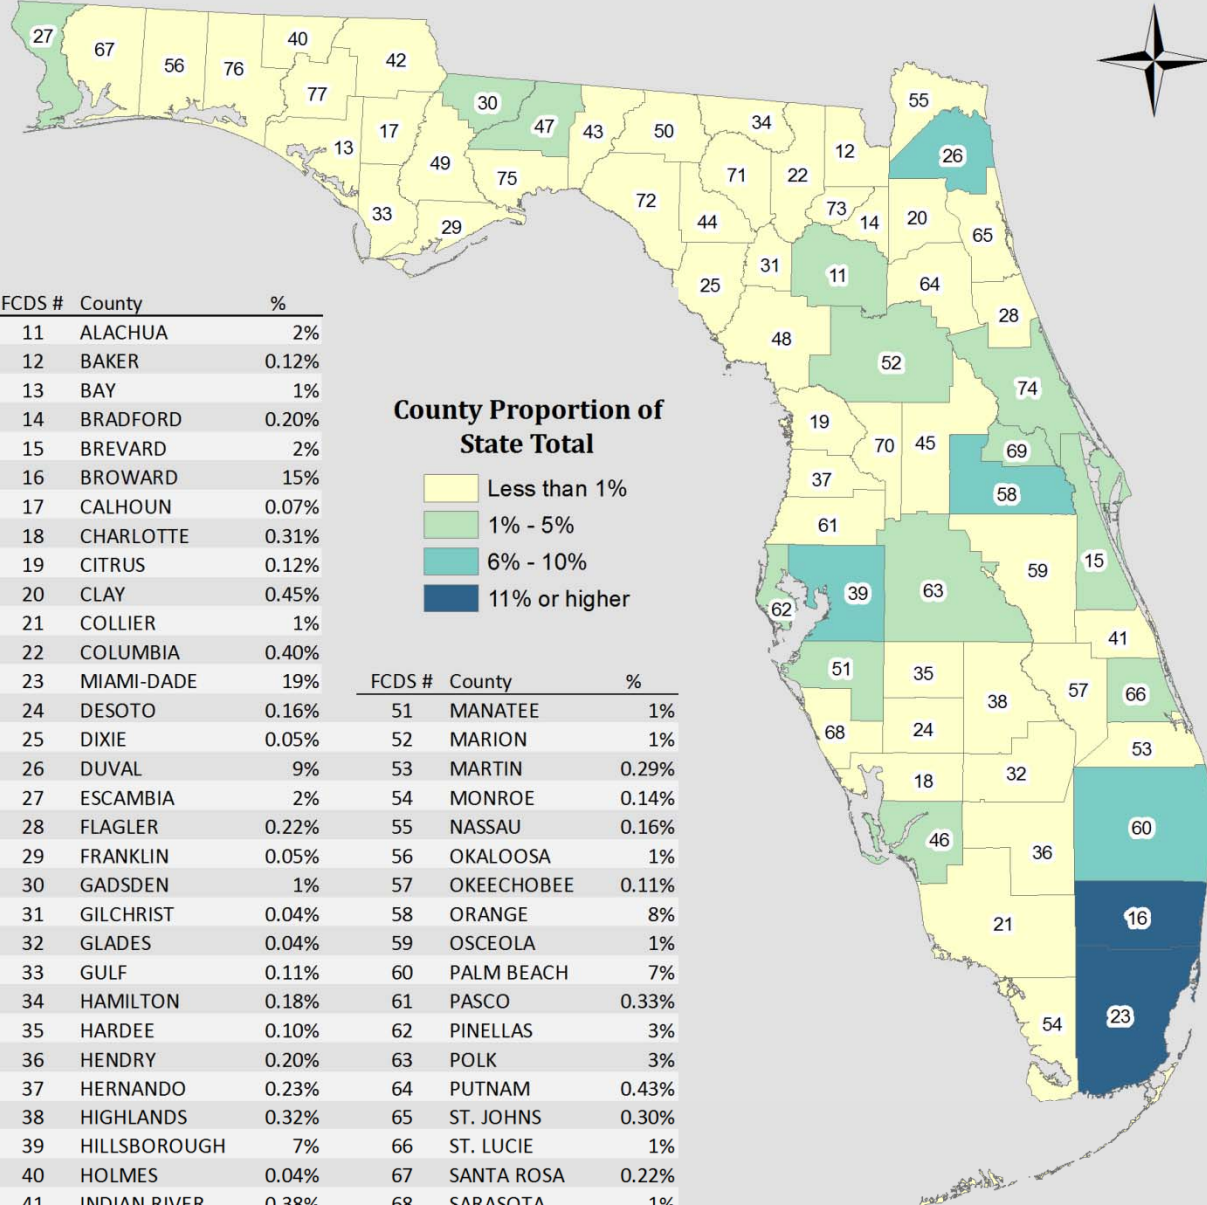 27
67
56
76
40
42
77
13
17
49
33
29
30
47
75
43
50
34
71
72
44
22
12
55
26
73
14
20
65
31
11
64
25
28
48
52
74
19
70
45
69
37
58
61
15
59
62
39
63
41
51
35
38
57
66
68
24
53
18
32
46
36
60
21
16
54
23
County Proportion of
State Total
Less than 1%
1% - 5%
6% - 10%
11% or higher
FCDS # County %
11 ALACHUA 2%
12 BAKER 0.12%
13 BAY 1%
14 BRADFORD 0.20%
15 BREVARD 2%
16 BROWARD 15%
17 CALHOUN 0.07%
18 CHARLOTTE 0.31%
19 CITRUS 0.12%
20 CLAY 0.45%
21 COLLIER 1%
22 COLUMBIA 0.40%
23 MIAMI-DADE 19%
24 DESOTO 0.16%
25 DIXIE 0.05%
26 DUVAL 9%
27 ESCAMBIA 2%
28 FLAGLER 0.22%
29 FRANKLIN 0.05%
30 GADSDEN 1%
31 GILCHRIST 0.04%
32 GLADES 0.04%
33 GULF 0.11%
34 HAMILTON 0.18%
35 HARDEE 0.10%
36 HENDRY 0.20%
37 HERNANDO 0.23%
38 HIGHLANDS 0.32%
39 HILLSBOROUGH 7%
40 HOLMES 0.04%
41 INDIAN RIVER 0.38%
FCDS # County %
51 MANATEE 1%
52 MARION 1%
53 MARTIN 0.29%
54 MONROE 0.14%
55 NASSAU 0.16%
56 OKALOOSA 1%
57 OKEECHOBEE 0.11%
58 ORANGE 8%
59 OSCEOLA 1%
60 PALM BEACH 7%
61 PASCO 0.33%
62 PINELLAS 3%
63 POLK 3%
64 PUTNAM 0.43%
65 ST. JOHNS 0.30%
66 ST. LUCIE 1%
67 SANTA ROSA 0.22%
68 SARASOTA 1%